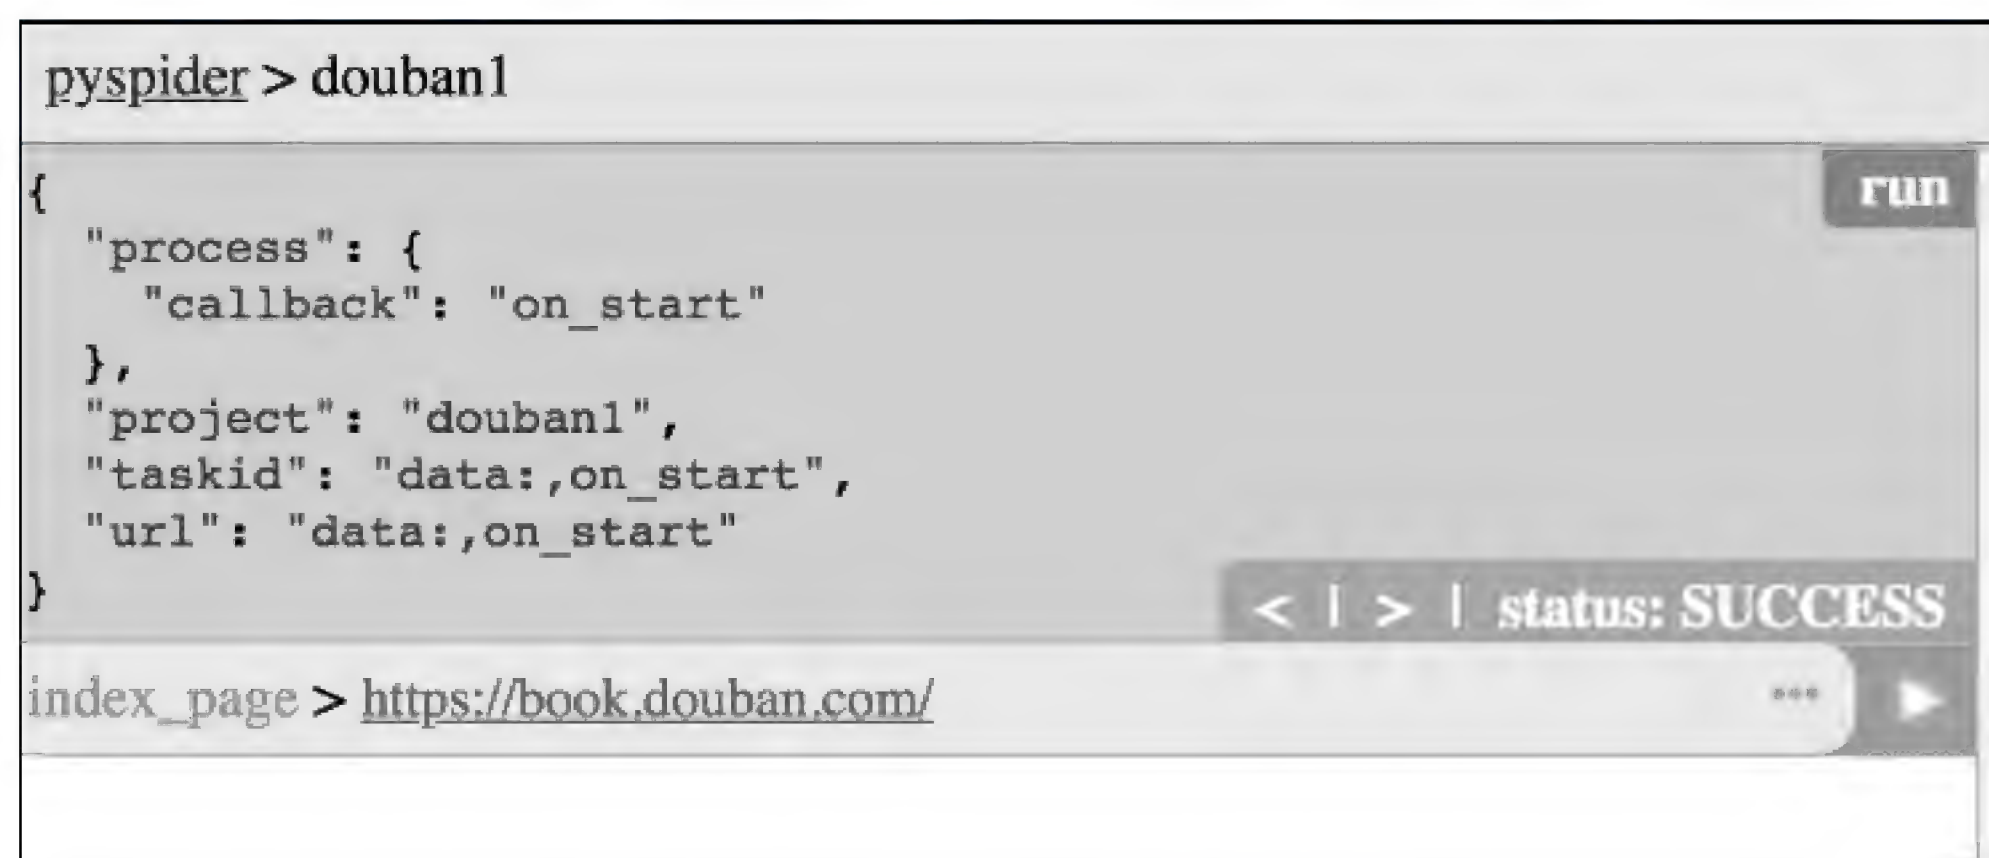 pyspider > douban1
run
{
  "process": {
    "callback": "on_start"
  },
  "project": "douban1",
  "taskid": "data:,on_start",
  "url": "data:,on_start"
}
< | > | status: SUCCESS
index_page > https://book.douban.com/ ...